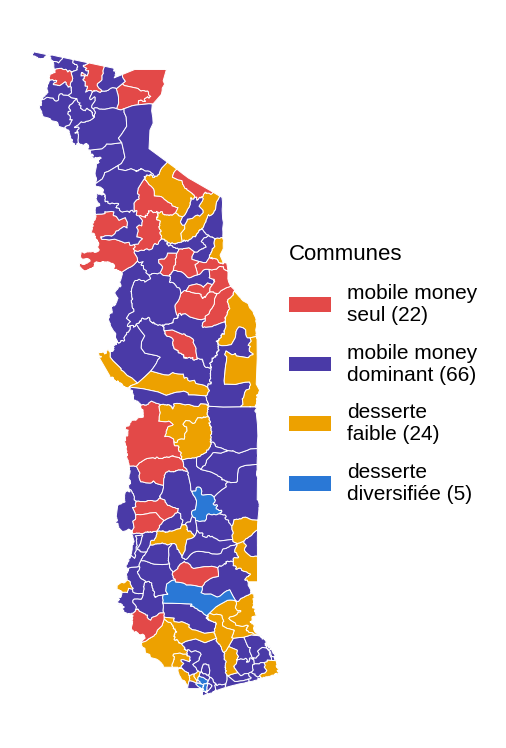 Communes
mobile money
seul (22)
mobile money
dominant (66)
desserte
faible (24)
desserte
diversifiée (5)